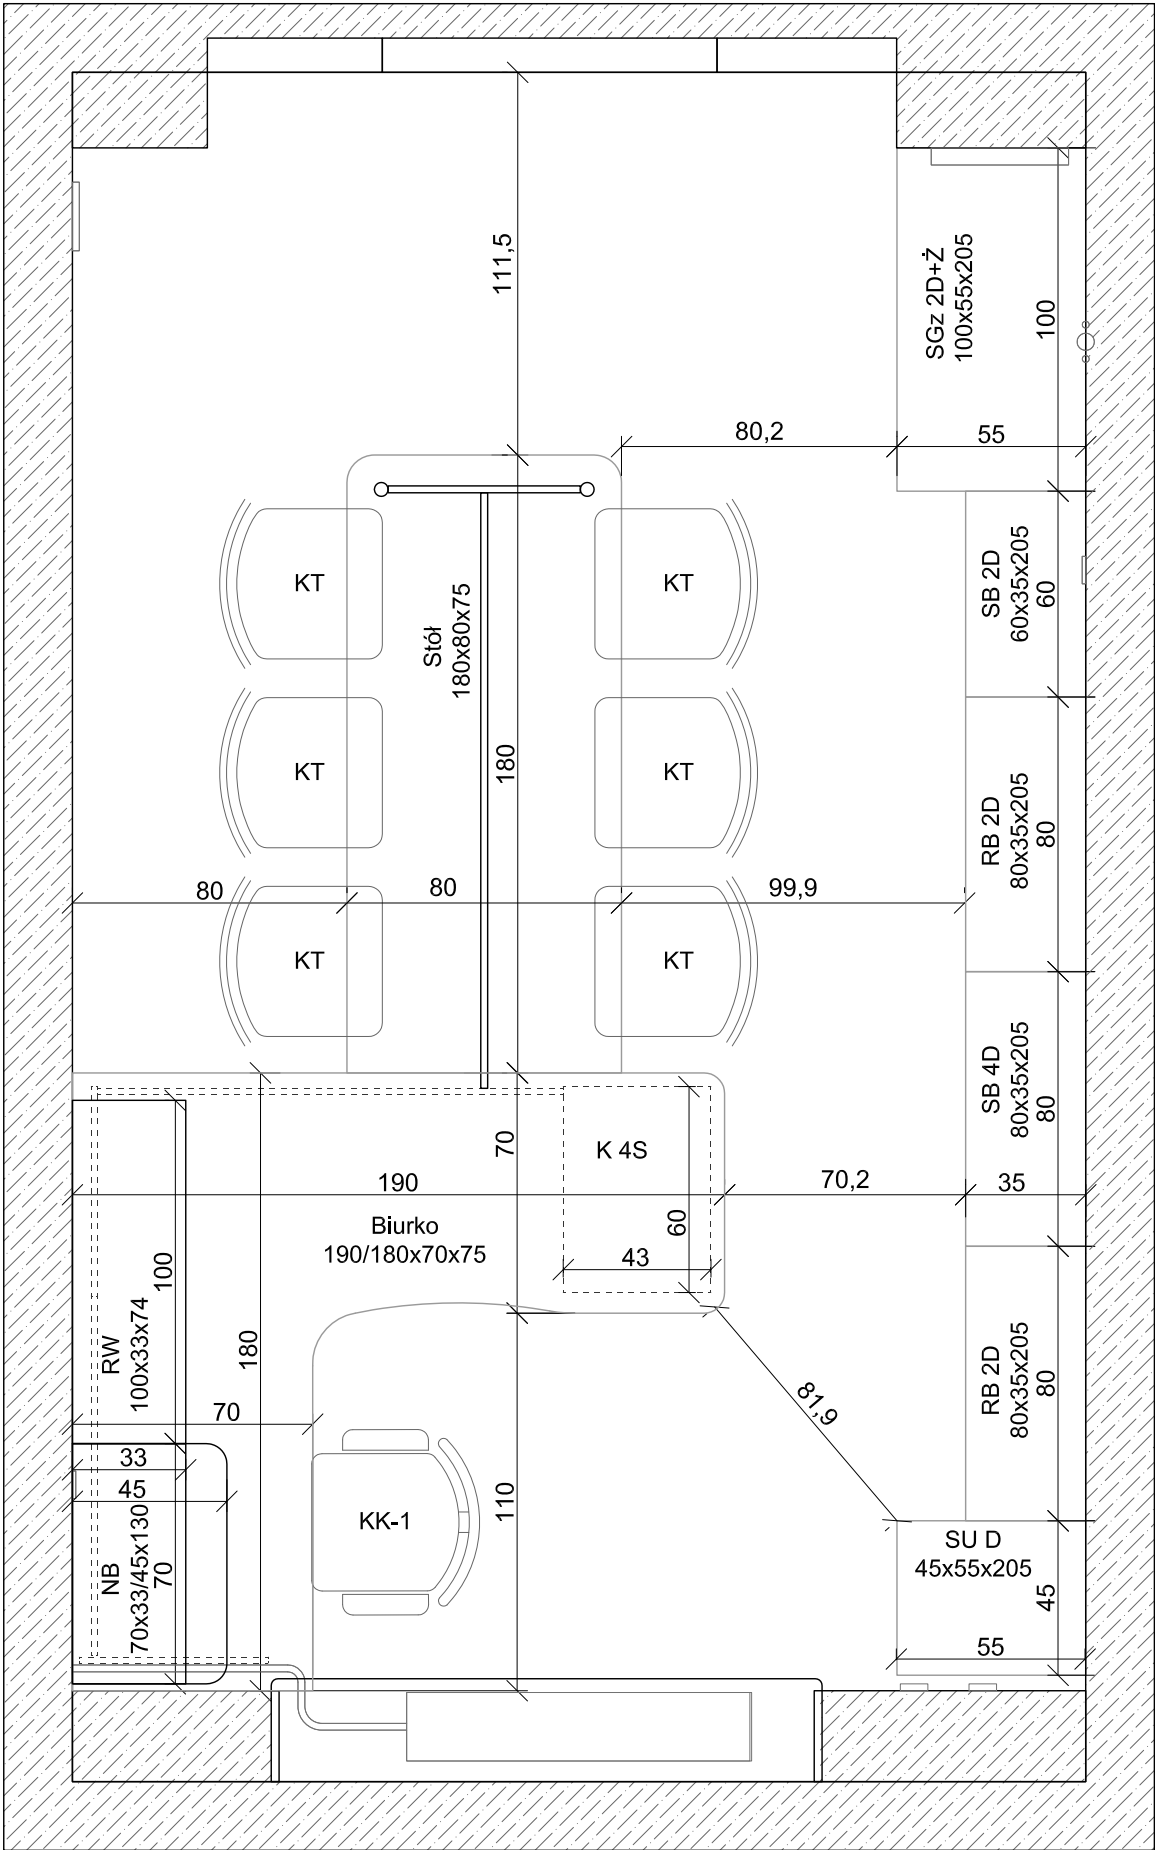 111,5
SGz 2D+Ż
100x55x205
100
80,2
55
KT
KT
Stół
180x80x75
SB 2D
60x35x205
60
KT
KT
180
RB 2D
80x35x205
80
80
80
99,9
KT
KT
SB 4D
80x35x205
80
70
K 4S
190
70,2
35
60
Biurko
190/180x70x75
43
100
RW
100x33x74
180
RB 2D
80x35x205
80
81,9
70
33
45
110
KK-1
NB
70x33/45x130
70
SU D
45x55x205
45
55